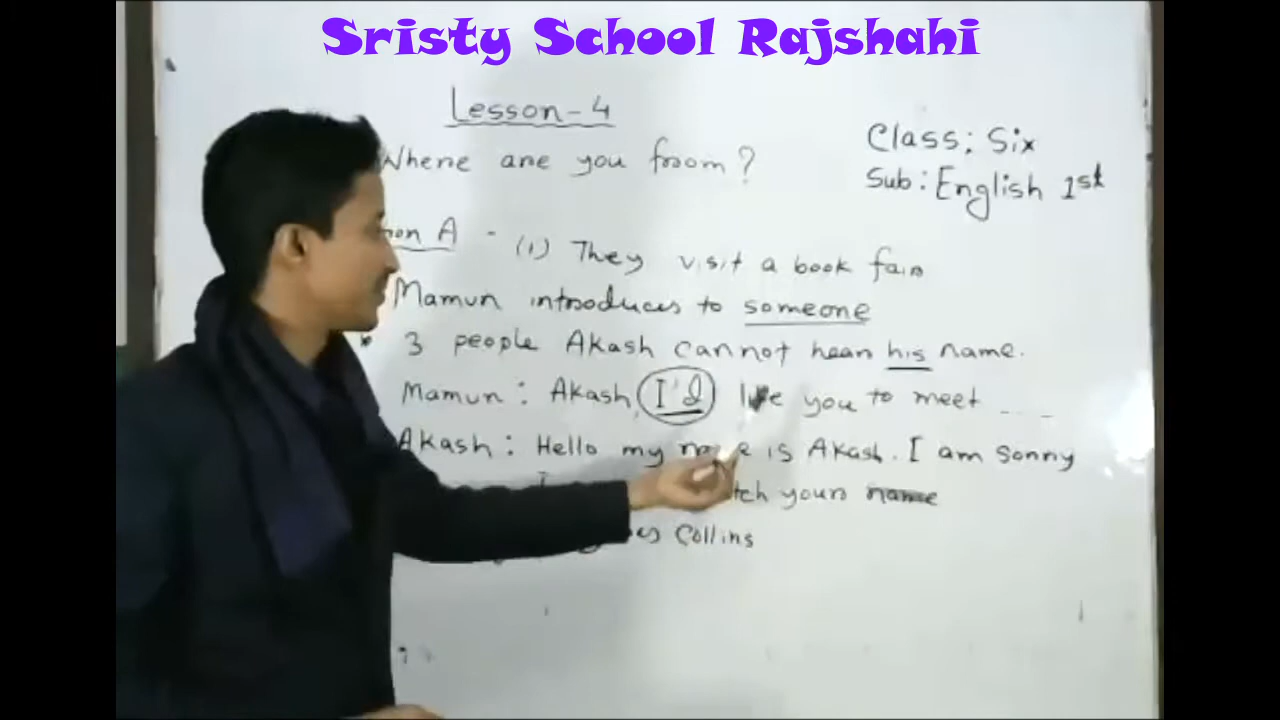 Sristy School Rajshahi
Lesson-4
Where are you from?
Class: Six
Sub: English 1st
A - (1) They visit a book fair
Mamun introduces to someone
3 people Akash cannot hear his name.
Mamun: Akash, I'd like you to meet ....
Akash: Hello my name is Akash. I am sorry
I your name
Collins